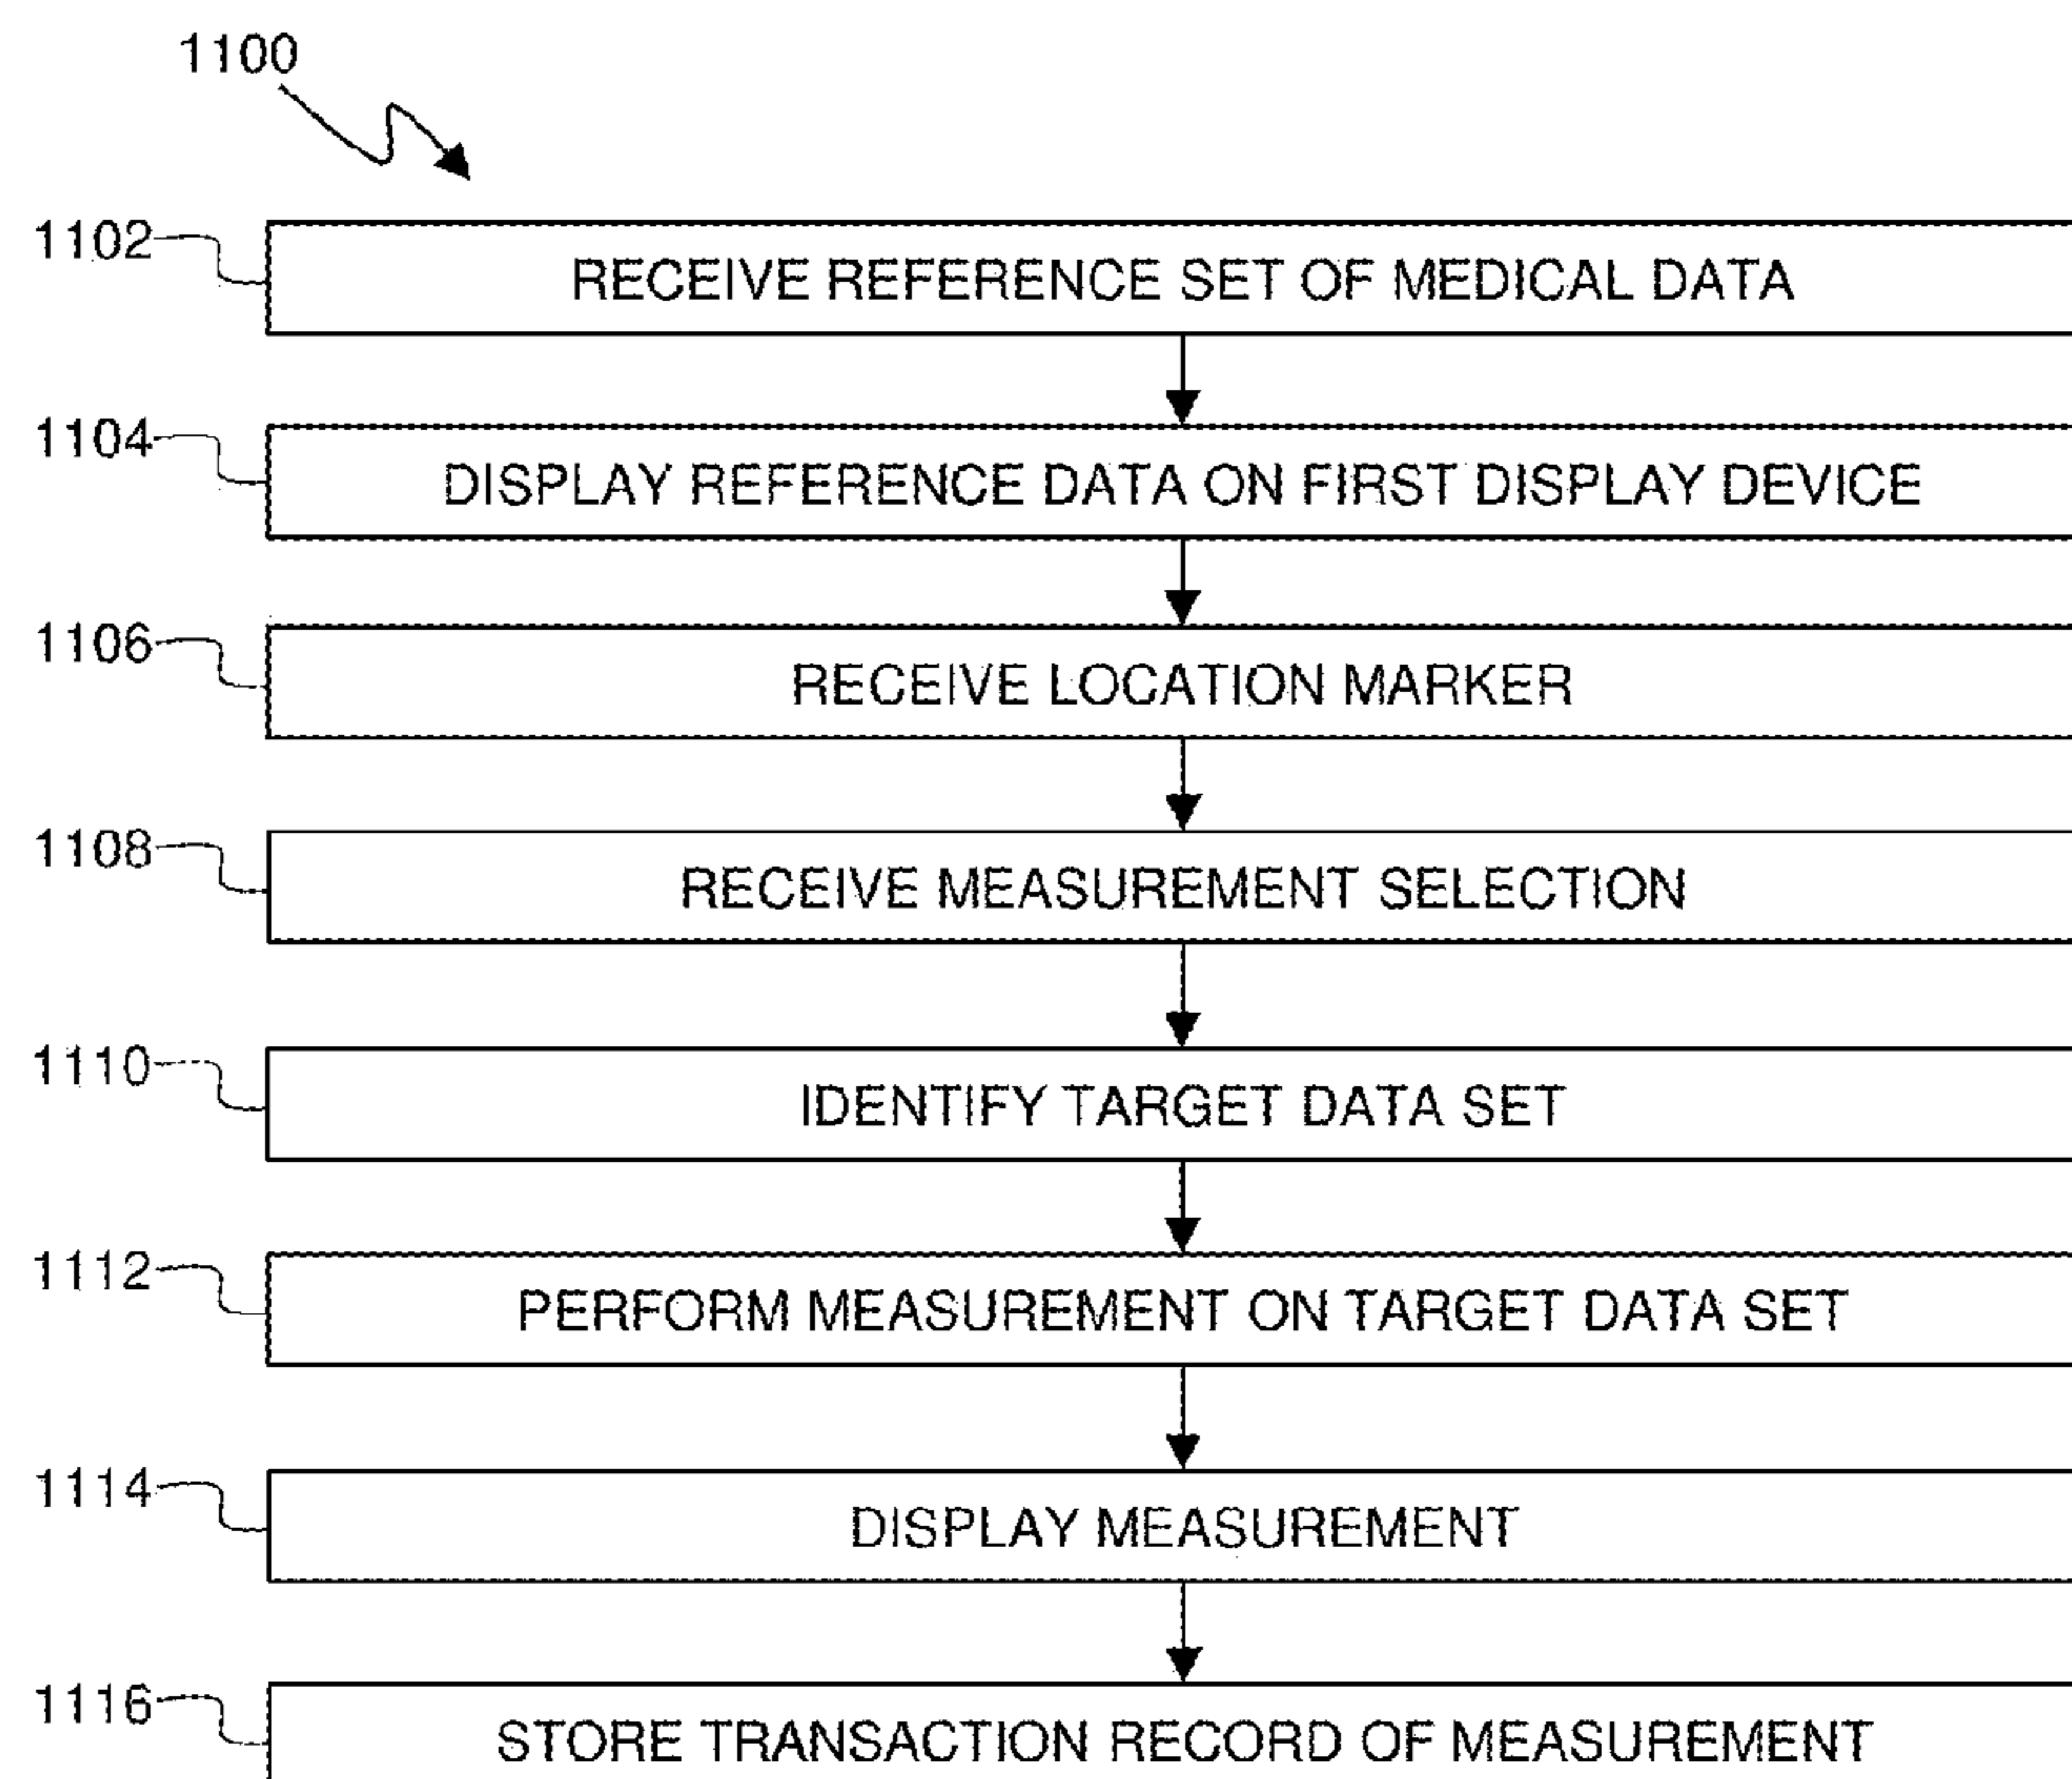 1100
1102 RECEIVE REFERENCE SET OF MEDICAL DATA
1104 DISPLAY REFERENCE DATA ON FIRST DISPLAY DEVICE
1106 RECEIVE LOCATION MARKER
1108 RECEIVE MEASUREMENT SELECTION
1110 IDENTIFY TARGET DATA SET
1112 PERFORM MEASUREMENT ON TARGET DATA SET
1114 DISPLAY MEASUREMENT
1116 STORE TRANSACTION RECORD OF MEASUREMENT